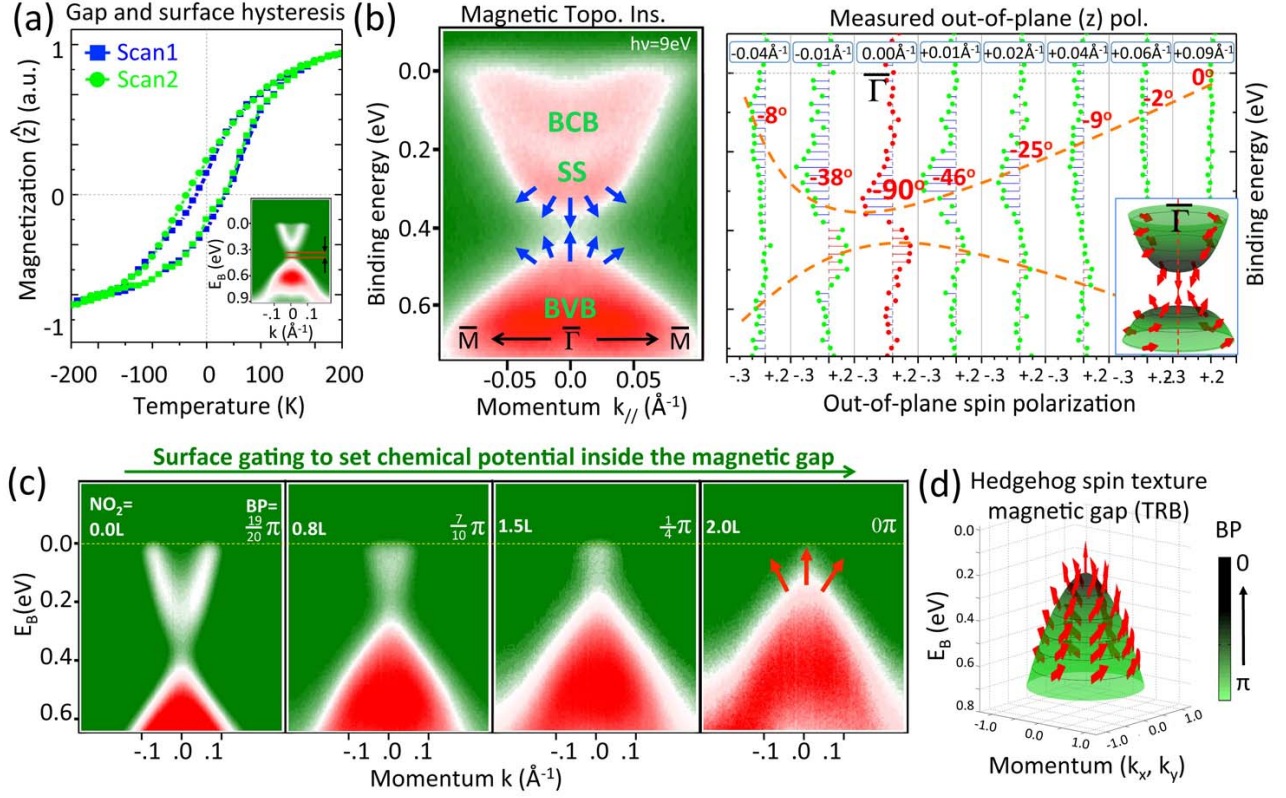 (a) Gap and surface hysteresis
Scan1
Scan2
Magnetization (ẑ) (a.u.)
1
0
-1
-200 -100 0 100 200
Temperature (K)
E_B (eV)
0.0
0.3
0.6
0.9
-.1 0 .1
k (Å⁻¹)
(b) Magnetic Topo. Ins.
hν=9eV
Binding energy (eV)
0.0
0.2
0.4
0.6
BCB
SS
BVB
M̅ Γ̅ M̅
-0.05 0.0 0.05
Momentum k_// (Å⁻¹)
Measured out-of-plane (z) pol.
-0.04Å⁻¹ -0.01Å⁻¹ 0.00Å⁻¹ +0.01Å⁻¹ +0.02Å⁻¹ +0.04Å⁻¹ +0.06Å⁻¹ +0.09Å⁻¹
Γ̅
-8° -38° -90° -46° -25° -9° -2° 0°
Γ̅
Binding energy (eV)
-.3 +.2 -.3 +.2 -.3 +.2 -.3 +.2 -.3 +.2 -.3 +.2 -.3 +.2.3 +.2
Out-of-plane spin polarization
Surface gating to set chemical potential inside the magnetic gap
(c)
NO₂= BP=
0.0L 19/20 π
0.8L 7/10 π
1.5L 1/4 π
2.0L 0π
E_B(eV)
0.0
0.2
0.4
0.6
-.1 0 .1 -.1 0 .1 -.1 0 .1 -.1 0 .1
Momentum k (Å⁻¹)
(d) Hedgehog spin texture
magnetic gap (TRB)
BP
0
π
E_B (eV)
0.0
0.2
0.4
0.6
0.8
-1.0 0.0 1.0 -1.0 0.0 1.0
Momentum (k_x, k_y)